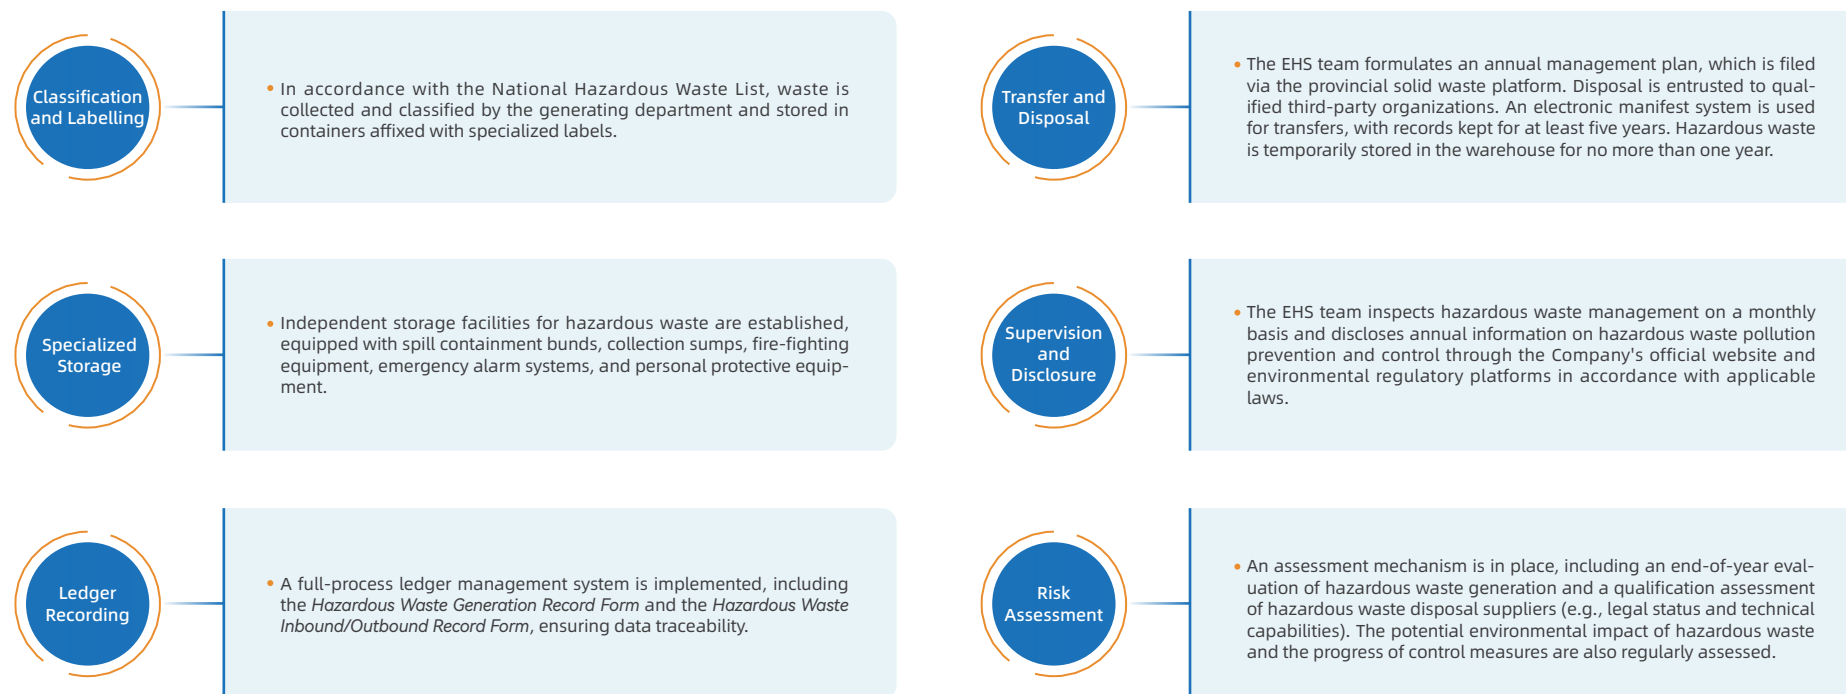 Classification
and Labelling
• In accordance with the National Hazardous Waste List, waste is
collected and classified by the generating department and stored in
containers affixed with specialized labels.
Specialized
Storage
• Independent storage facilities for hazardous waste are established,
equipped with spill containment bunds, collection sumps, fire-fighting
equipment, emergency alarm systems, and personal protective equip-
ment.
Ledger
Recording
• A full-process ledger management system is implemented, including
the Hazardous Waste Generation Record Form and the Hazardous Waste
Inbound/Outbound Record Form, ensuring data traceability.
Transfer and
Disposal
• The EHS team formulates an annual management plan, which is filed
via the provincial solid waste platform. Disposal is entrusted to qual-
ified third-party organizations. An electronic manifest system is used
for transfers, with records kept for at least five years. Hazardous waste
is temporarily stored in the warehouse for no more than one year.
Supervision
and
Disclosure
• The EHS team inspects hazardous waste management on a monthly
basis and discloses annual information on hazardous waste pollution
prevention and control through the Company's official website and
environmental regulatory platforms in accordance with applicable
laws.
Risk
Assessment
• An assessment mechanism is in place, including an end-of-year eval-
uation of hazardous waste generation and a qualification assessment
of hazardous waste disposal suppliers (e.g., legal status and technical
capabilities). The potential environmental impact of hazardous waste
and the progress of control measures are also regularly assessed.